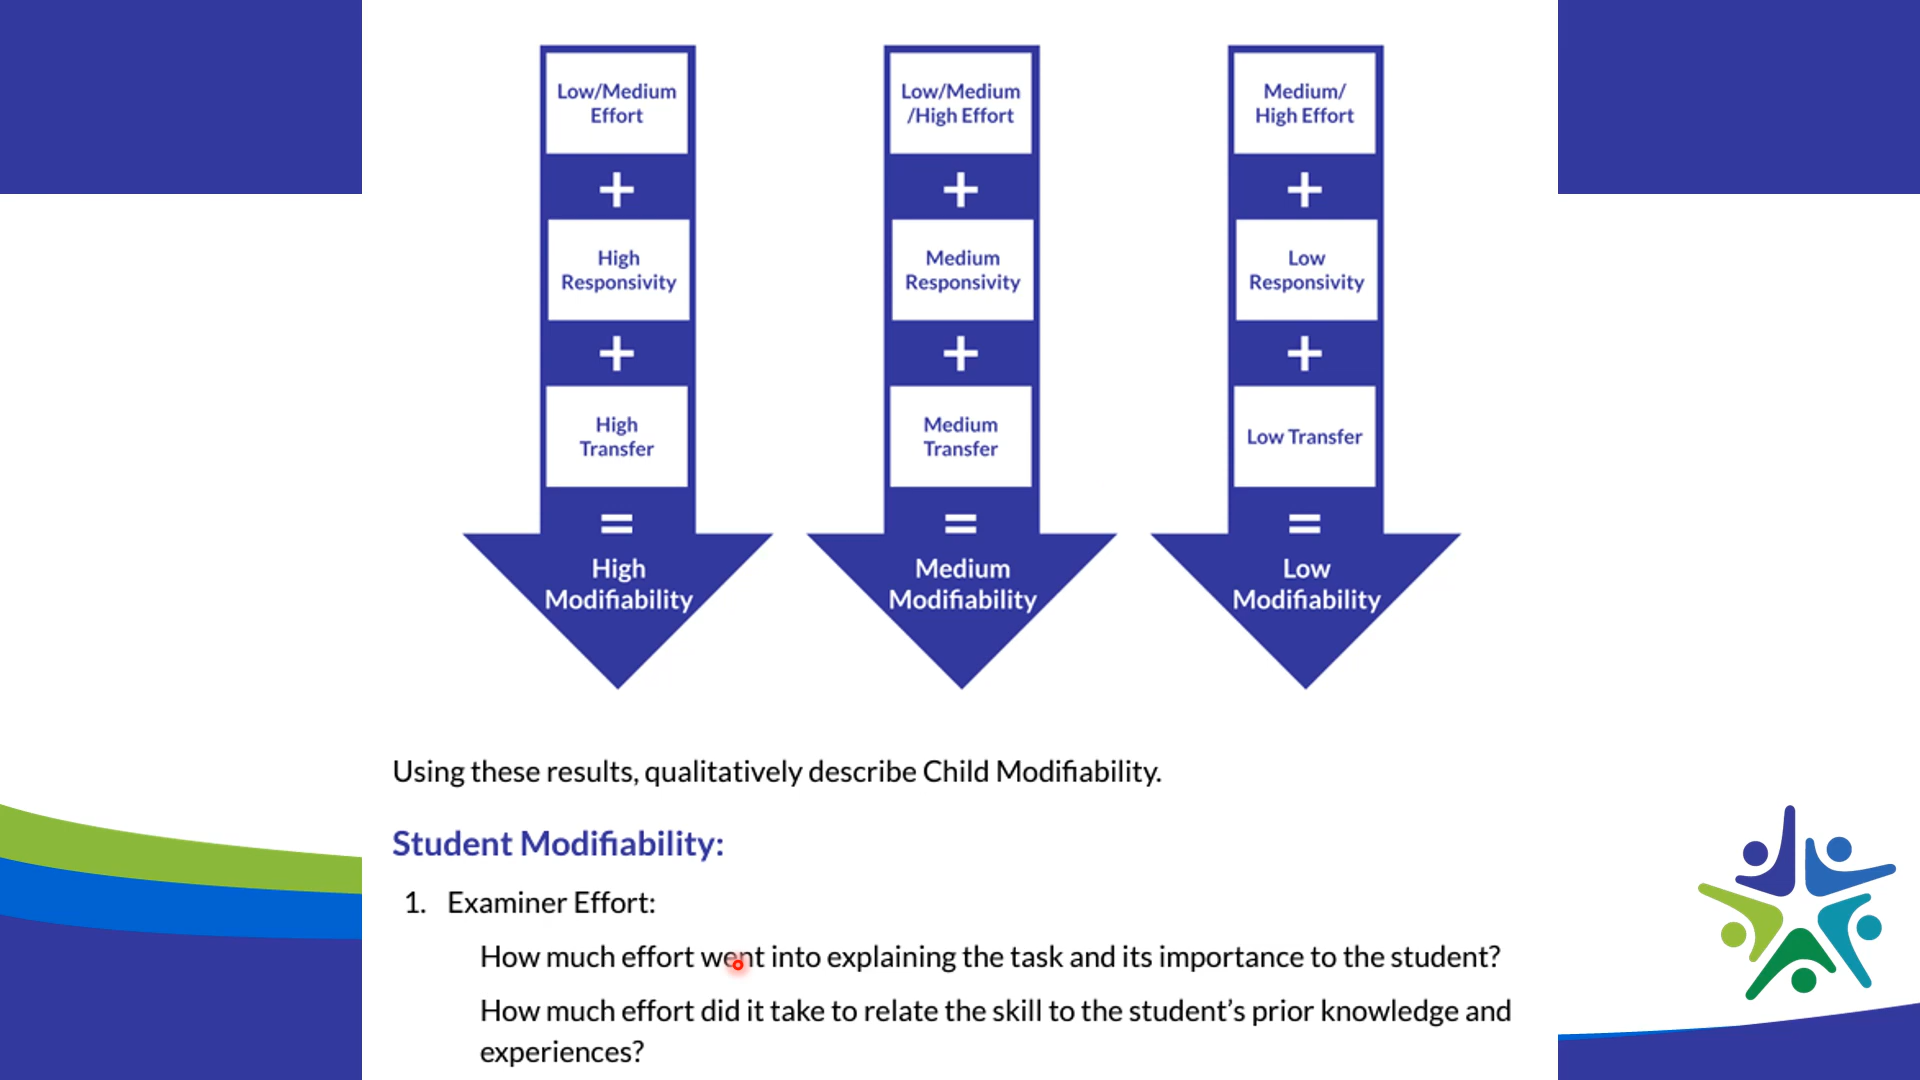 Low/Medium
Effort
+
High
Responsivity
+
High
Transfer
=
High
Modifiability
Low/Medium
/High Effort
+
Medium
Responsivity
+
Medium
Transfer
=
Medium
Modifiability
Medium/
High Effort
+
Low
Responsivity
+
Low Transfer
=
Low
Modifiability
Using these results, qualitatively describe Child Modifiability.
Student Modifiability:
1. Examiner Effort:
How much effort went into explaining the task and its importance to the student?
How much effort did it take to relate the skill to the student’s prior knowledge and
experiences?